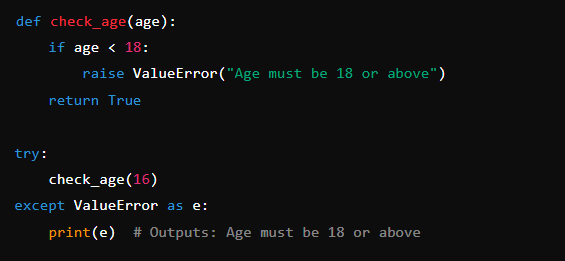 def check_age(age):
    if age < 18:
        raise ValueError("Age must be 18 or above")
    return True

try:
    check_age(16)
except ValueError as e:
    print(e)  # Outputs: Age must be 18 or above